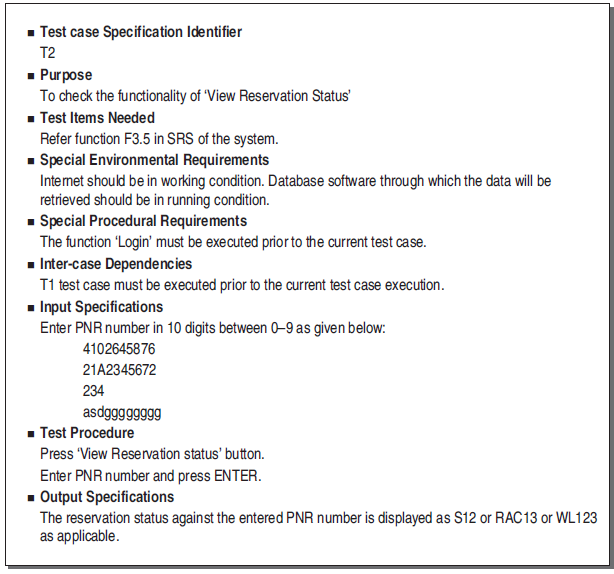 ■ Test case Specification Identifier
T2
■ Purpose
To check the functionality of ‘View Reservation Status’
■ Test Items Needed
Refer function F3.5 in SRS of the system.
■ Special Environmental Requirements
Internet should be in working condition. Database software through which the data will be
retrieved should be in running condition.
■ Special Procedural Requirements
The function ‘Login’ must be executed prior to the current test case.
■ Inter-case Dependencies
T1 test case must be executed prior to the current test case execution.
■ Input Specifications
Enter PNR number in 10 digits between 0–9 as given below:
4102645876
21A2345672
234
asdggggggg
■ Test Procedure
Press ‘View Reservation status’ button.
Enter PNR number and press ENTER.
■ Output Specifications
The reservation status against the entered PNR number is displayed as S12 or RAC13 or WL123
as applicable.